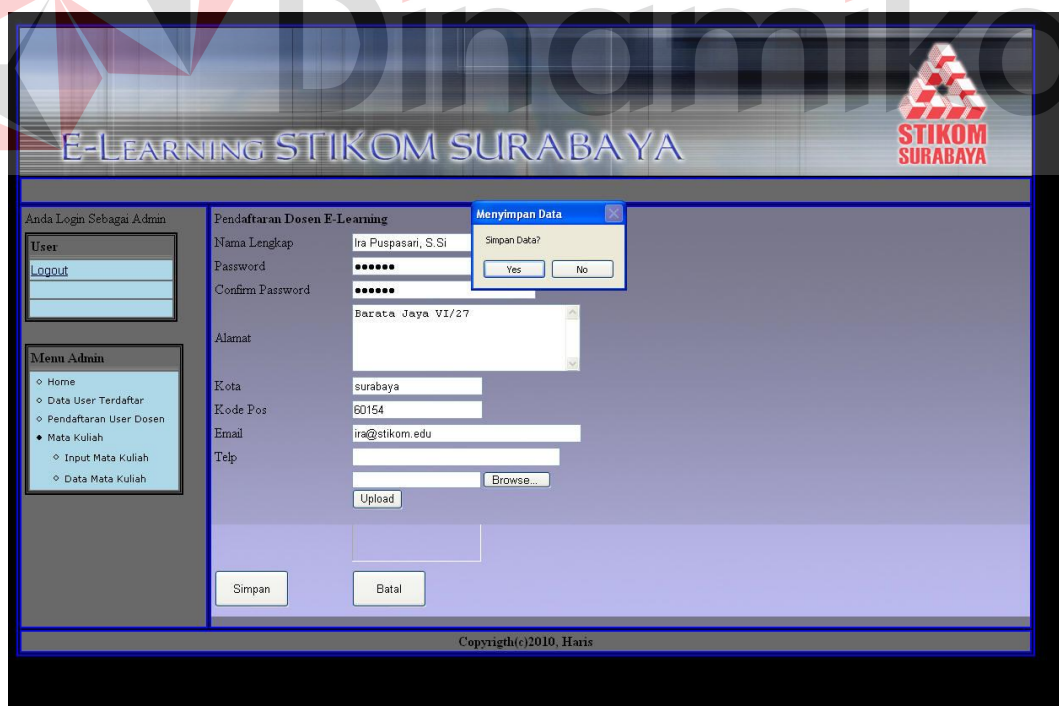 Dinamika
E-LEARNING STIKOM SURABAYA
STIKOM
SURABAYA
Anda Login Sebagai Admin
User
Logout
Menu Admin
Home
Data User Terdaftar
Pendaftaran User Dosen
Mata Kuliah
Input Mata Kuliah
Data Mata Kuliah
Pendaftaran Dosen E-Learning
Nama Lengkap Ira Puspasari, S.Si
Password ●●●●●●
Confirm Password ●●●●●●
Alamat Barata Jaya VI/27
Kota surabaya
Kode Pos 60154
Email ira@stikom.edu
Telp
Browse...
Upload
Simpan Batal
Menyimpan Data
Simpan Data?
Yes No
Copyrigth(c)2010, Haris